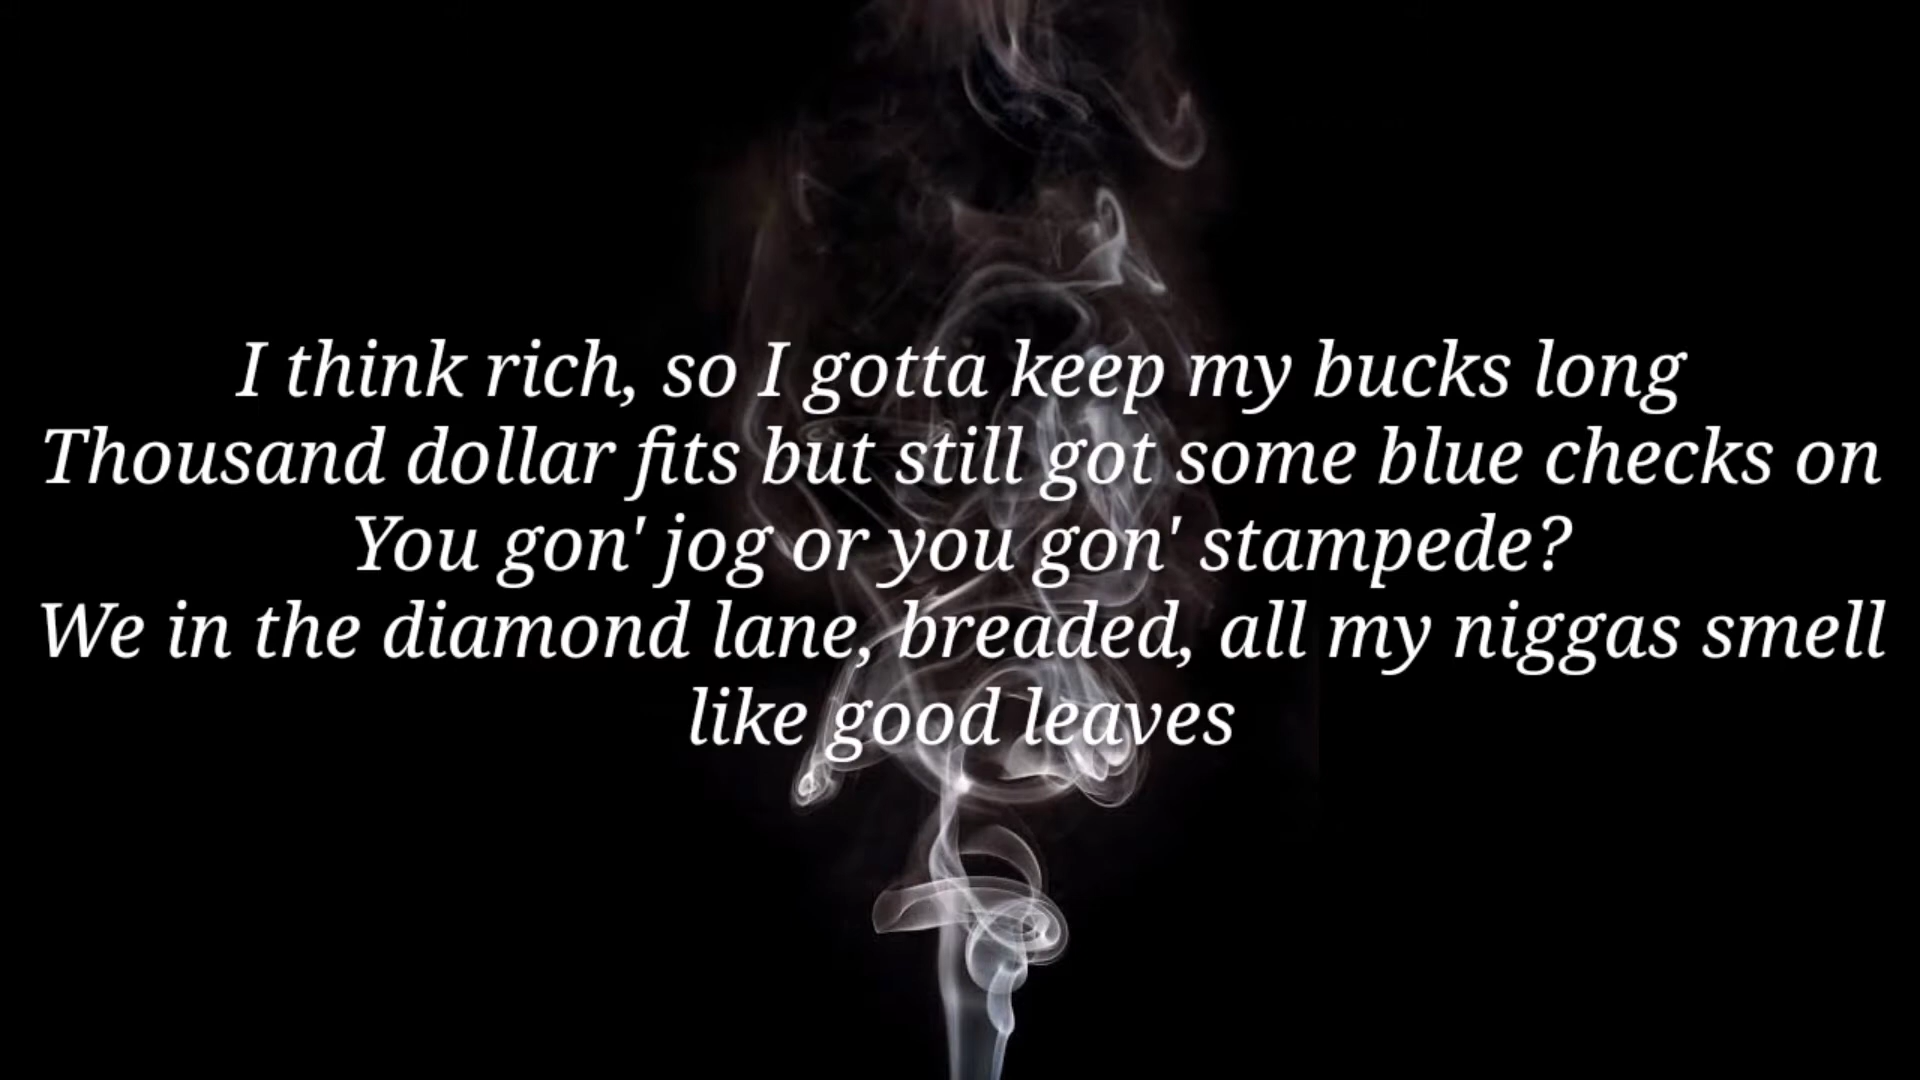 I think rich, so I gotta keep my bucks long
Thousand dollar fits but still got some blue checks on
You gon' jog or you gon' stampede?
We in the diamond lane, breaded, all my niggas smell
like good leaves